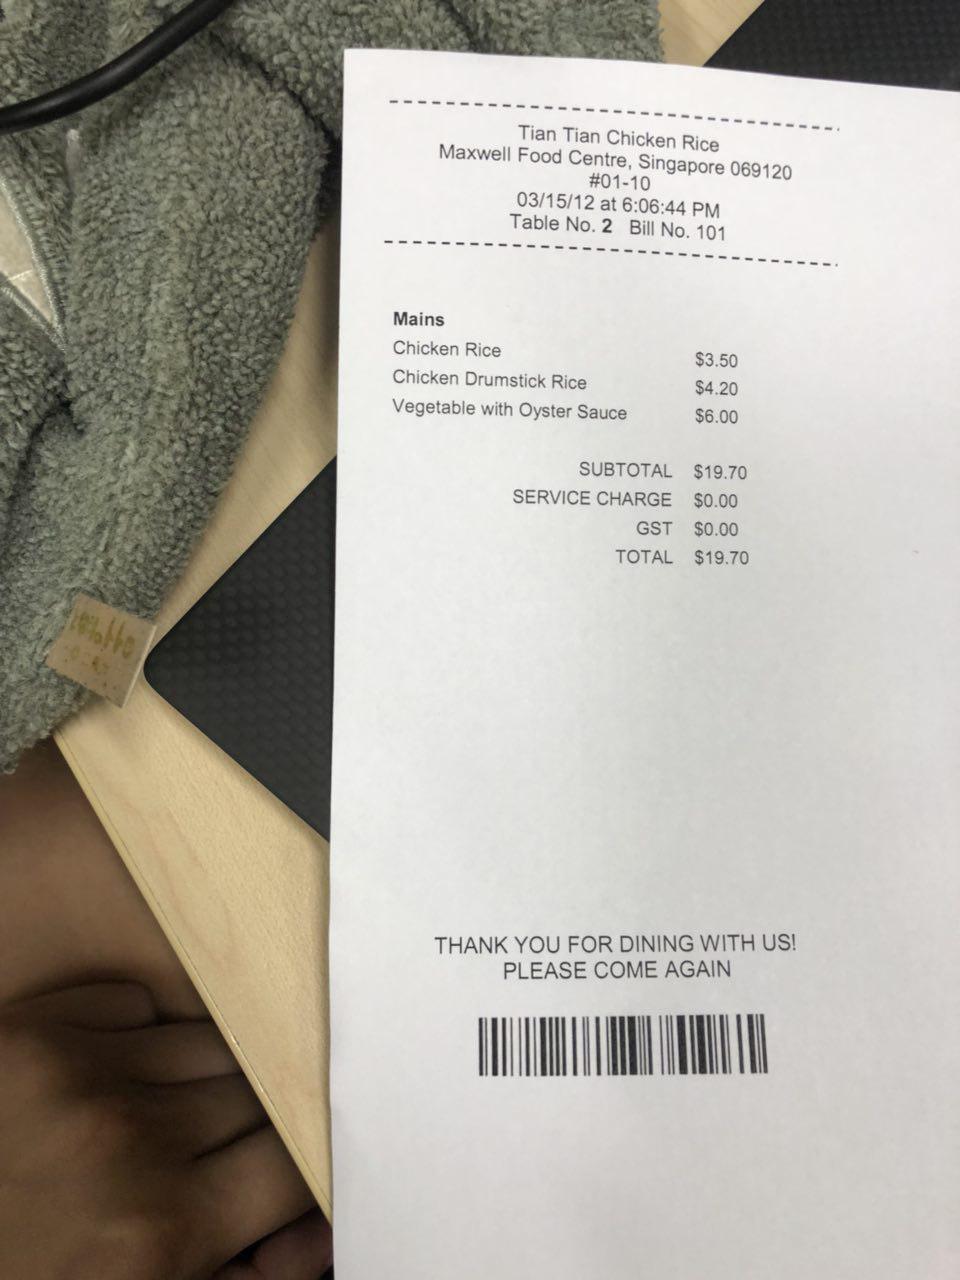 Tian Tian Chicken Rice
Maxwell Food Centre, Singapore 069120
#01-10
03/15/12 at 6:06:44 PM
Table No. 2 Bill No. 101
Mains
Chicken Rice $3.50
Chicken Drumstick Rice $4.20
Vegetable with Oyster Sauce $6.00
SUBTOTAL $19.70
SERVICE CHARGE $0.00
GST $0.00
TOTAL $19.70
THANK YOU FOR DINING WITH US!
PLEASE COME AGAIN